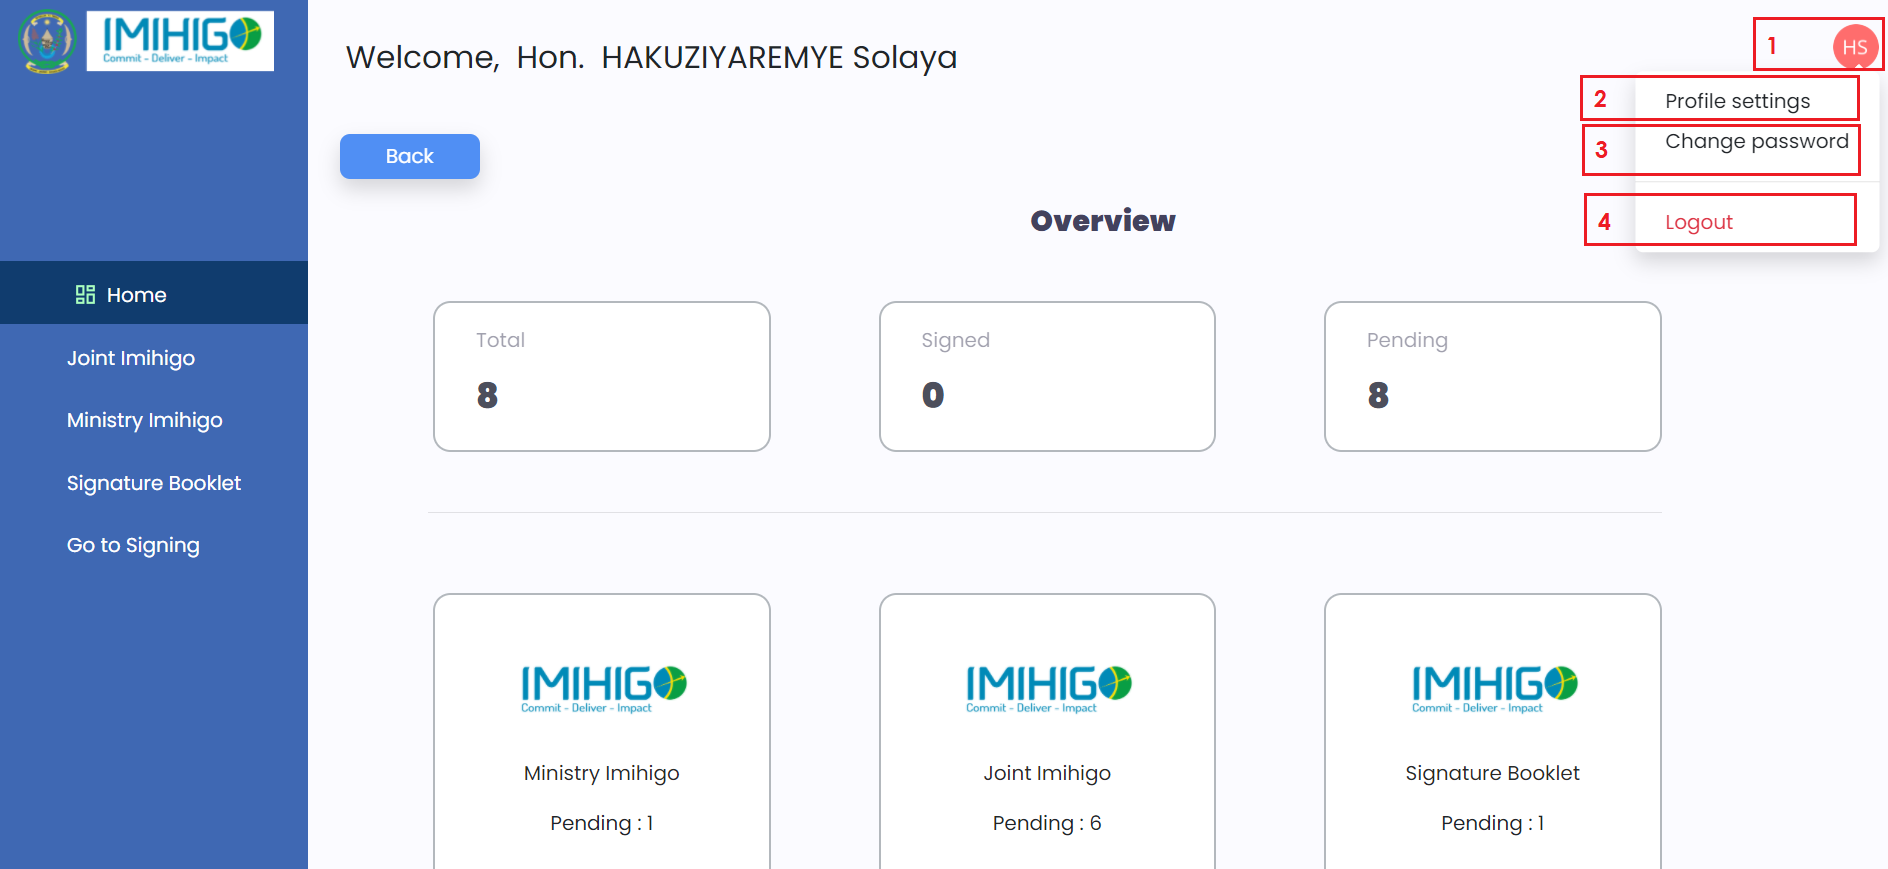 IMIHIGO
Commit - Deliver - Impact
Welcome, Hon. HAKUZIYAREMYE Solaya
1
HS
2
Profile settings
3
Change password
4
Logout
Back
Overview
Home
Joint Imihigo
Ministry Imihigo
Signature Booklet
Go to Signing
Total
8
Signed
0
Pending
8
IMIHIGO
Commit - Deliver - Impact
Ministry Imihigo
Pending : 1
IMIHIGO
Commit - Deliver - Impact
Joint Imihigo
Pending : 6
IMIHIGO
Commit - Deliver - Impact
Signature Booklet
Pending : 1